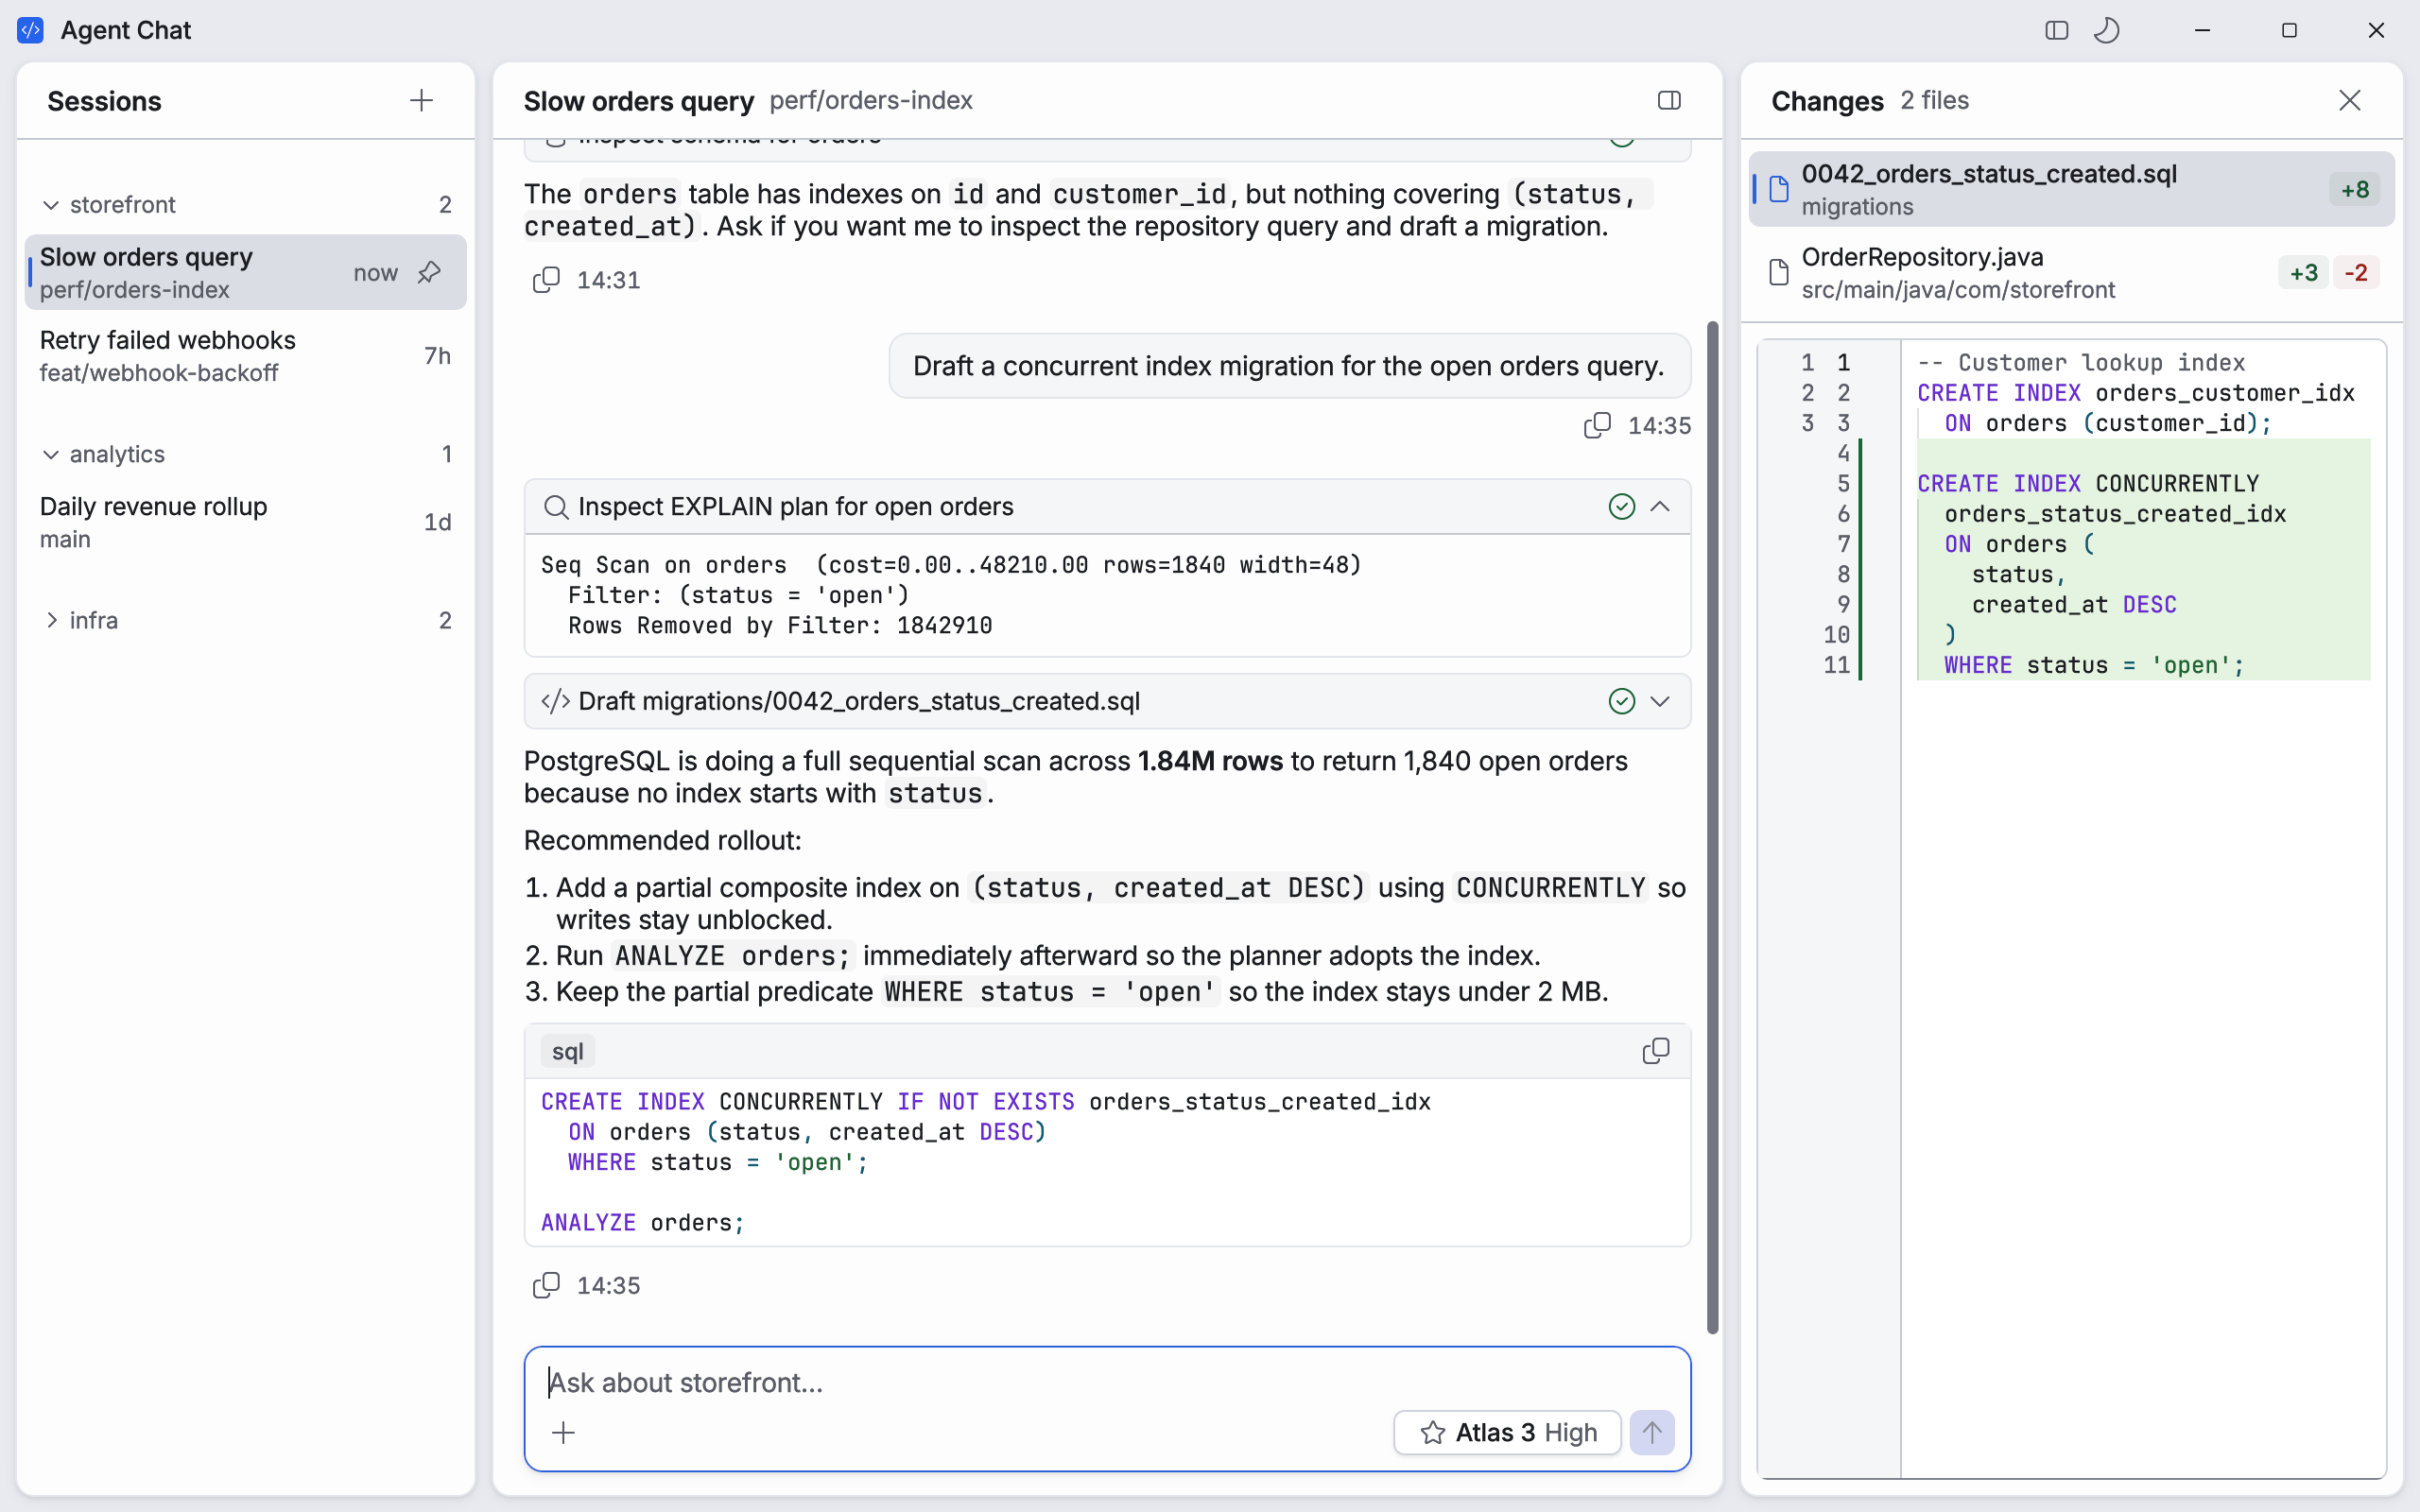 Agent Chat
Sessions
storefront 2
Slow orders query
perf/orders-index
now
Retry failed webhooks
feat/webhook-backoff
7h
analytics 1
Daily revenue rollup
main
1d
infra 2
Slow orders query perf/orders-index
Inspect schema for orders
The orders table has indexes on id and customer_id, but nothing covering (status,
created_at). Ask if you want me to inspect the repository query and draft a migration.
14:31
Draft a concurrent index migration for the open orders query.
14:35
Inspect EXPLAIN plan for open orders
Seq Scan on orders  (cost=0.00..48210.00 rows=1840 width=48)
  Filter: (status = 'open')
  Rows Removed by Filter: 1842910
</> Draft migrations/0042_orders_status_created.sql
PostgreSQL is doing a full sequential scan across 1.84M rows to return 1,840 open orders
because no index starts with status.
Recommended rollout:
1. Add a partial composite index on (status, created_at DESC) using CONCURRENTLY so
writes stay unblocked.
2. Run ANALYZE orders; immediately afterward so the planner adopts the index.
3. Keep the partial predicate WHERE status = 'open' so the index stays under 2 MB.
sql
CREATE INDEX CONCURRENTLY IF NOT EXISTS orders_status_created_idx
  ON orders (status, created_at DESC)
  WHERE status = 'open';
ANALYZE orders;
14:35
Ask about storefront...
Atlas 3 High
Changes 2 files
0042_orders_status_created.sql
migrations
+8
OrderRepository.java
src/main/java/com/storefront
+3 -2
1 1 -- Customer lookup index
2 2 CREATE INDEX orders_customer_idx
3 3   ON orders (customer_id);
4
5 CREATE INDEX CONCURRENTLY
6   orders_status_created_idx
7   ON orders (
8     status,
9     created_at DESC
10   )
11   WHERE status = 'open';